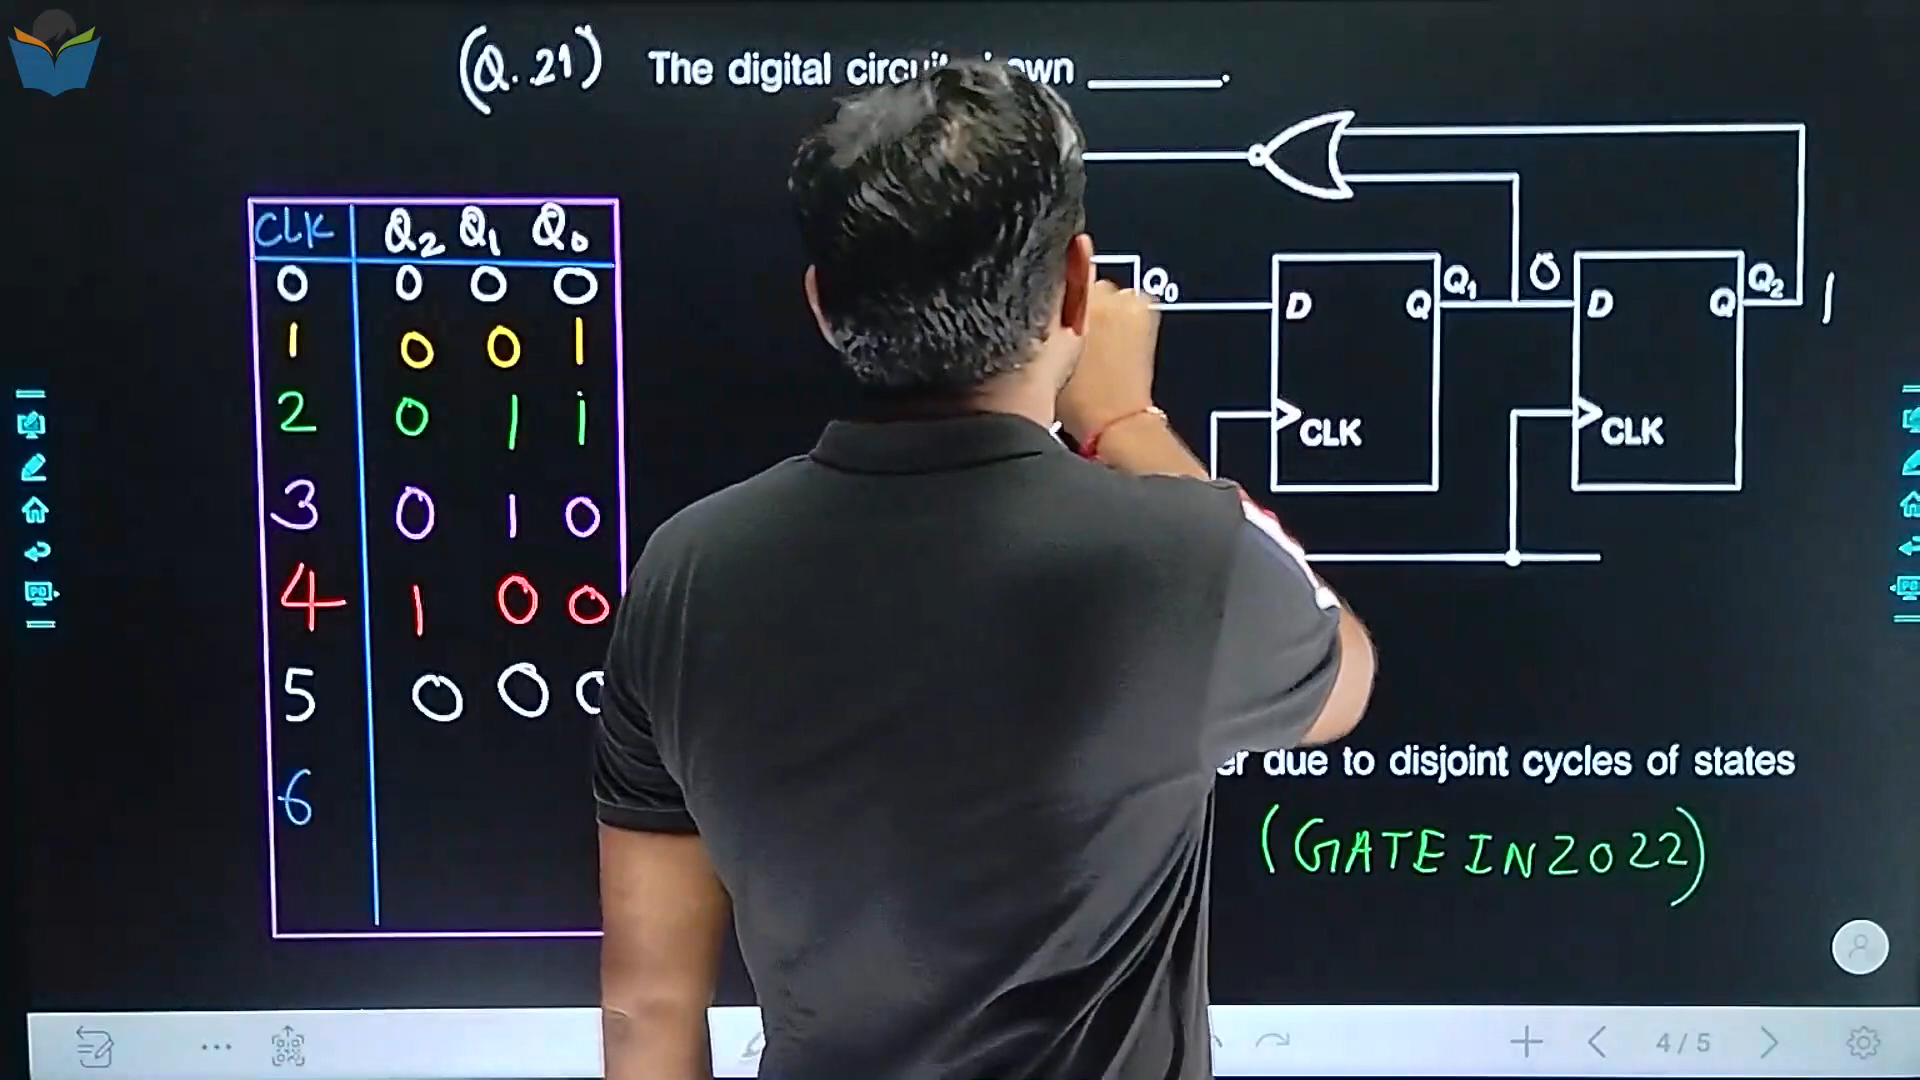 (Q.21) The digital ______.
CLK Q2 Q1 Q0
0 0 0 0
1 0 0 1
2 0 1 1
3 0 1 0
4 1 0 0
5 0 0
6
Q0 D Q Q1 0 D Q Q2 1
CLK CLK
due to disjoint cycles of states
(GATE IN 2022)
4 / 5